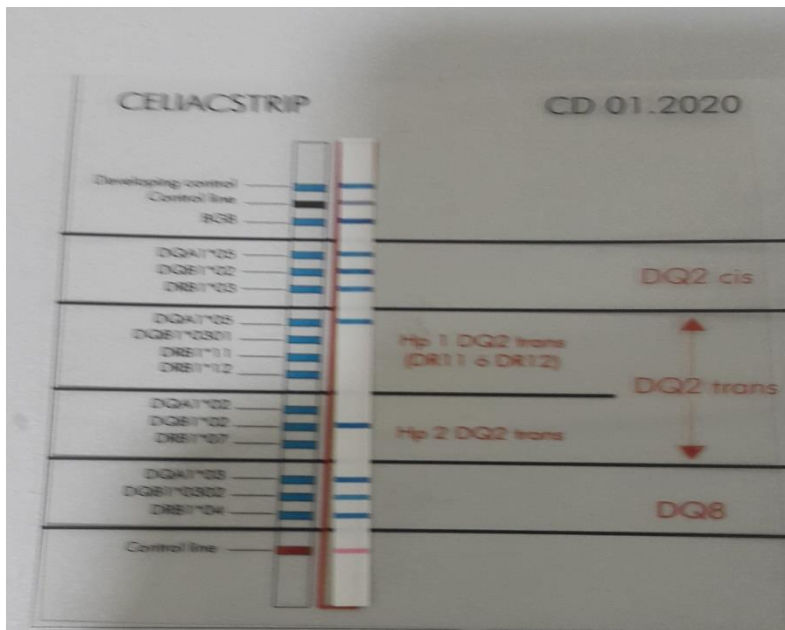 CELIACSTRIP
CD 01.2020
Developing control
Control line
BGB
DQA1*05
DQB1*02
DRB1*03
DQ2 cis
DQA1*05
DQB1*0301
DRB1*11
DRB1*12
Hp 1 DQ2 trans
(DR11 ó DR12)
DQ2 trans
DQA1*02
DQB1*02
DRB1*07
Hp 2 DQ2 trans
DQA1*03
DQB1*0302
DRB1*04
DQ8
Control line